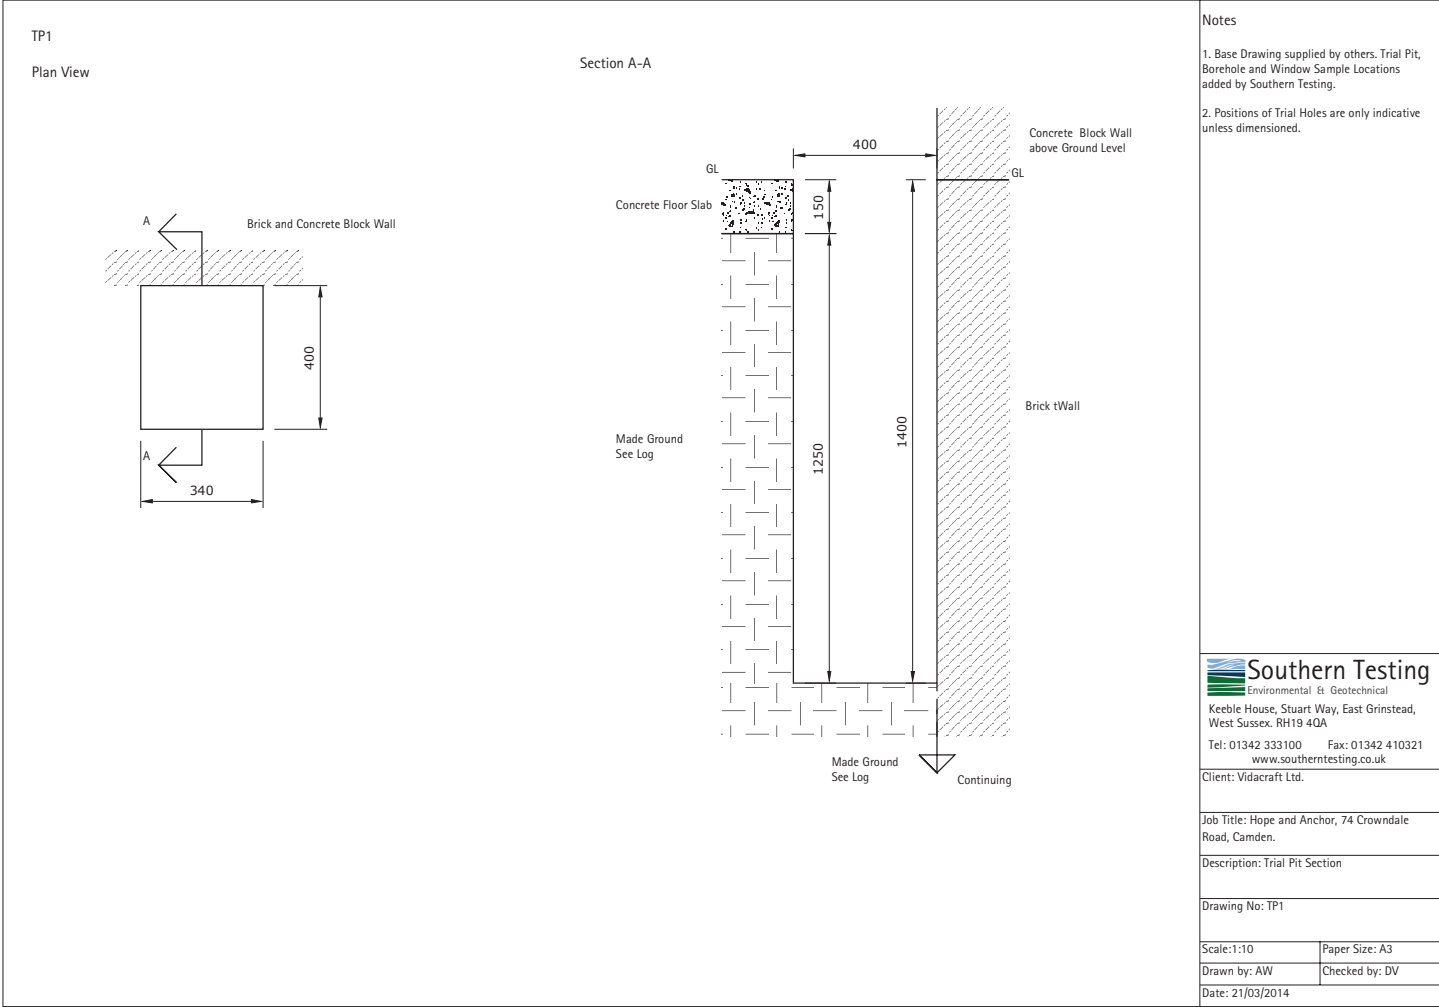 TP1
Plan View
Section A-A
A
Brick and Concrete Block Wall
400
A
340
400
GL
Concrete Floor Slab
150
1250
1400
Made Ground
See Log
Concrete Block Wall
above Ground Level
GL
Brick tWall
Made Ground
See Log
Continuing
Notes
1. Base Drawing supplied by others. Trial Pit,
Borehole and Window Sample Locations
added by Southern Testing.
2. Positions of Trial Holes are only indicative
unless dimensioned.
Southern Testing
Environmental & Geotechnical
Keeble House, Stuart Way, East Grinstead,
West Sussex. RH19 4QA
Tel: 01342 333100 Fax: 01342 410321
www.southerntesting.co.uk
Client: Vidacraft Ltd.
Job Title: Hope and Anchor, 74 Crowndale
Road, Camden.
Description: Trial Pit Section
Drawing No: TP1
Scale:1:10 Paper Size: A3
Drawn by: AW Checked by: DV
Date: 21/03/2014